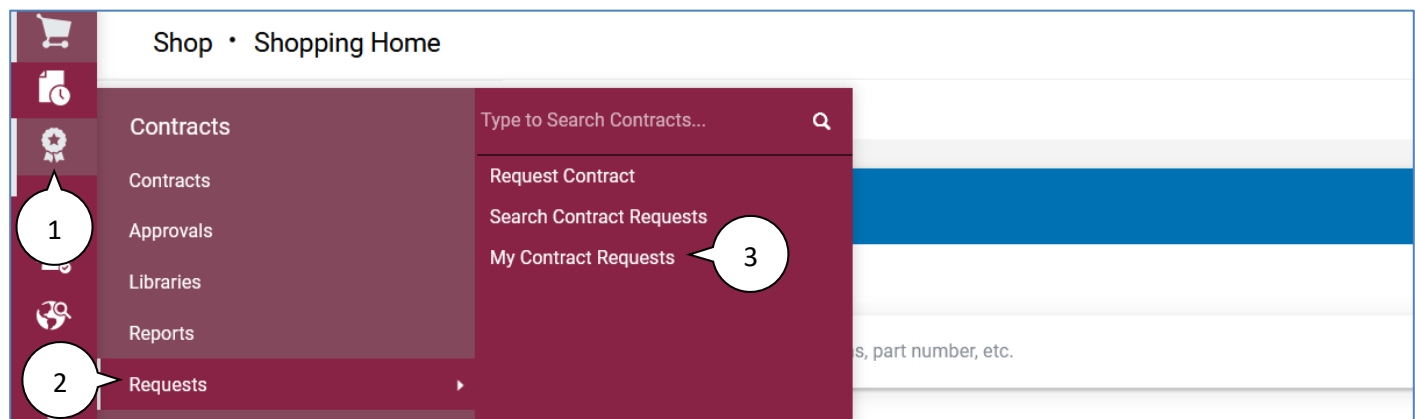 Shop • Shopping Home
Contracts
Type to Search Contracts...
Contracts
Request Contract
Approvals
Search Contract Requests
1
My Contract Requests
3
Libraries
Reports
part number, etc.
2
Requests